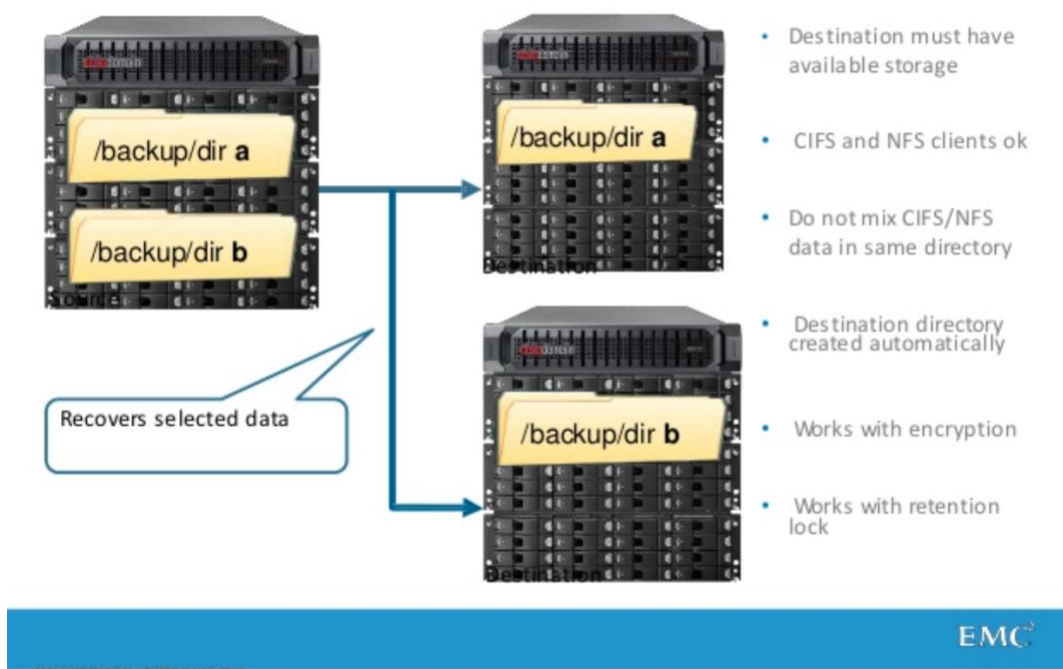 /backup/dir a
/backup/dir b
Source
Recovers selected data
/backup/dir a
Destination
/backup/dir b
Destination
• Destination must have
available storage
• CIFS and NFS clients ok
• Do not mix CIFS/NFS
data in same directory
• Destination directory
created automatically
• Works with encryption
• Works with retention
lock
EMC²